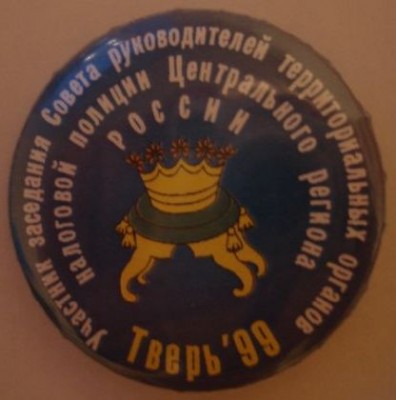 Участник заседания Совета руководителей территориальных органов
налоговой полиции Центрального региона
РОССИИ
Тверь'99